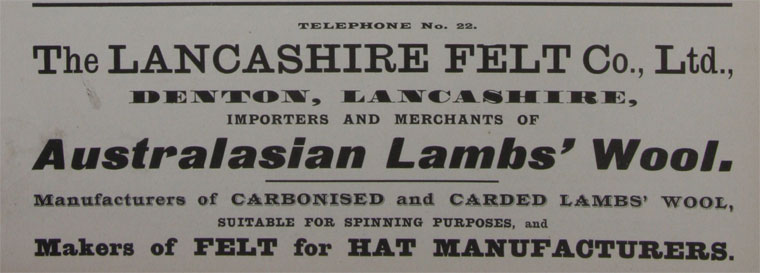 TELEPHONE No. 22.
The LANCASHIRE FELT Co., Ltd.,
DENTON, LANCASHIRE,
IMPORTERS AND MERCHANTS OF
Australasian Lambs' Wool.
Manufacturers of CARBONISED and CARDED LAMBS' WOOL,
SUITABLE FOR SPINNING PURPOSES, and
Makers of FELT for HAT MANUFACTURERS.